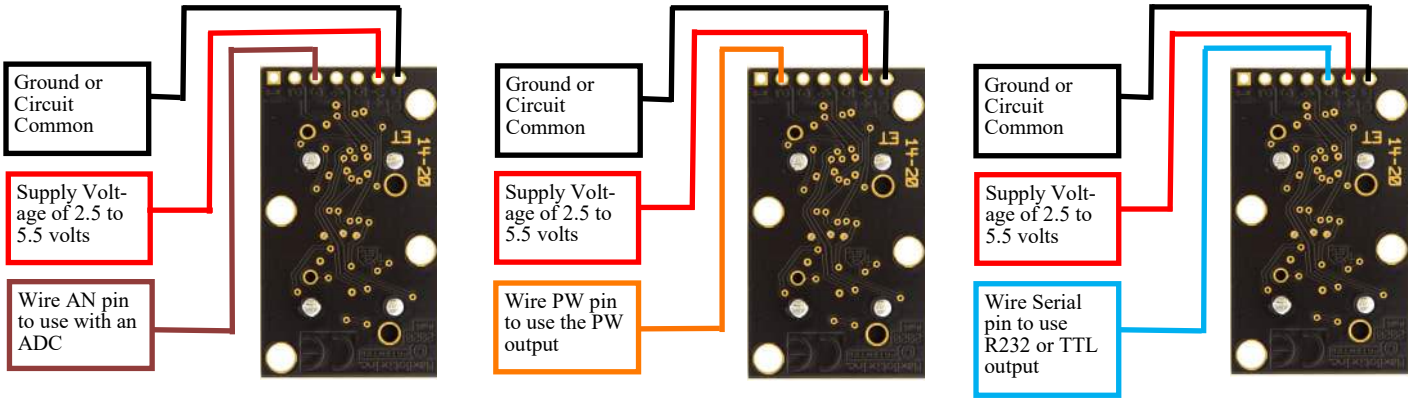 Ground or
Circuit
Common
Supply Volt-
age of 2.5 to
5.5 volts
Wire AN pin
to use with an
ADC
ET
14-20
Ground or
Circuit
Common
Supply Volt-
age of 2.5 to
5.5 volts
Wire PW pin
to use the PW
output
ET
14-20
Ground or
Circuit
Common
Supply Volt-
age of 2.5 to
5.5 volts
Wire Serial
pin to use
R232 or TTL
output
ET
14-20